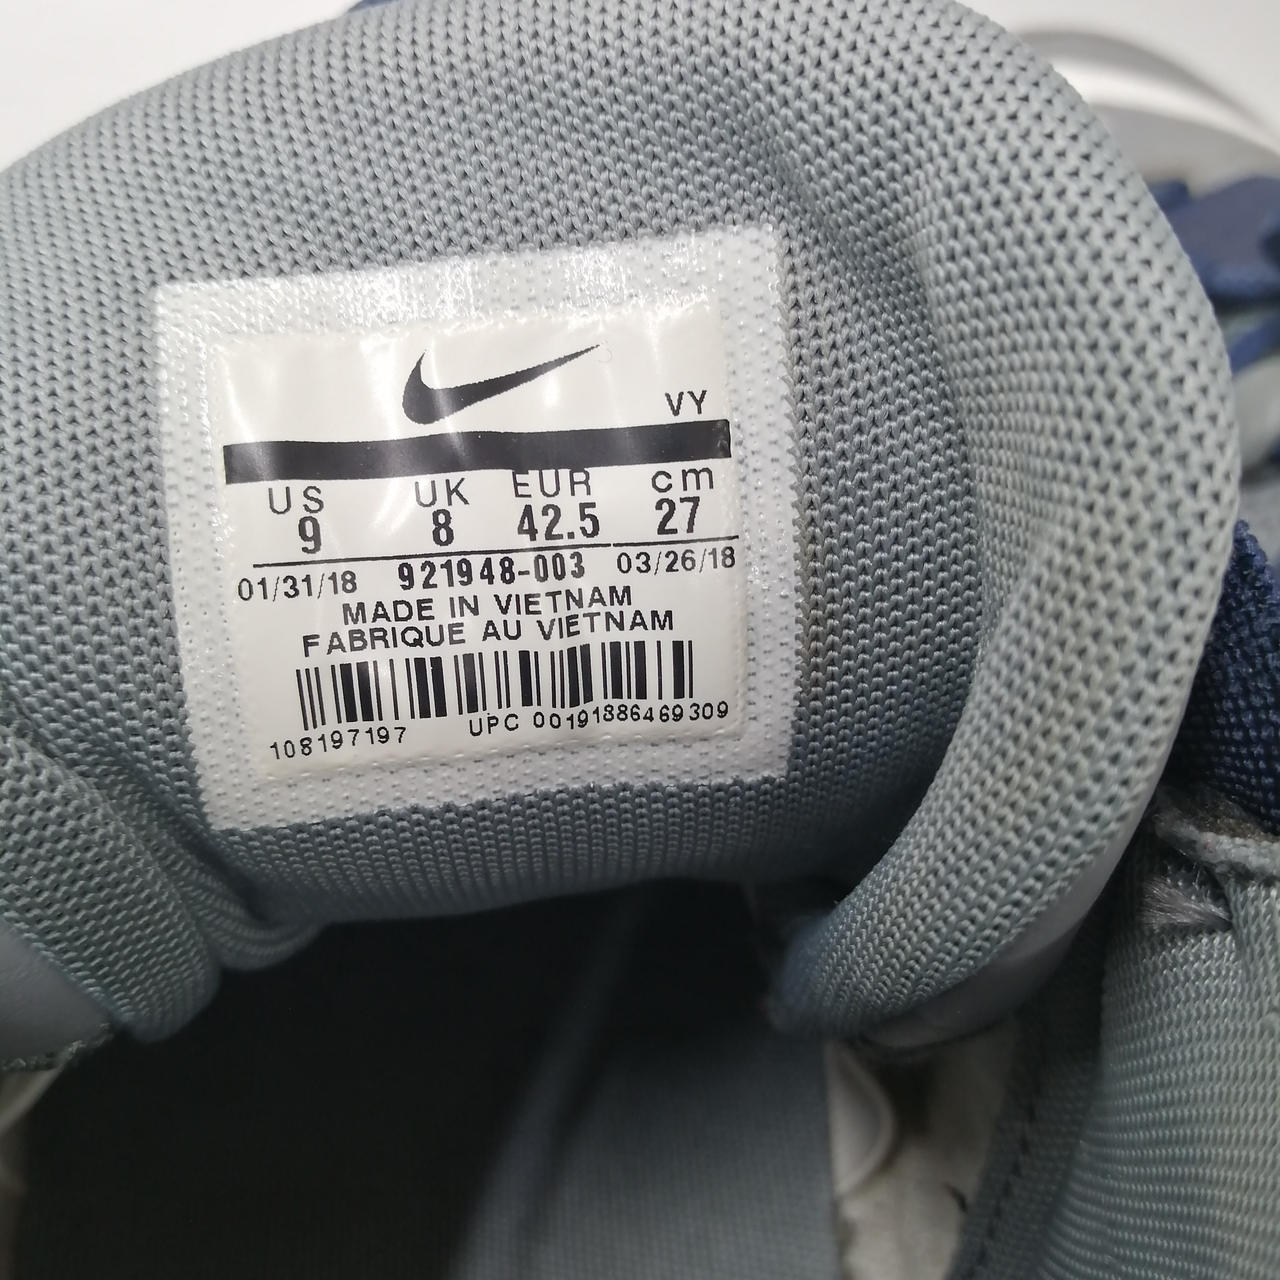 VY
US UK EUR cm
9 8 42.5 27
01/31/18 921948-003 03/26/18
MADE IN VIETNAM
FABRIQUE AU VIETNAM
108197197 UPC 00191886469309